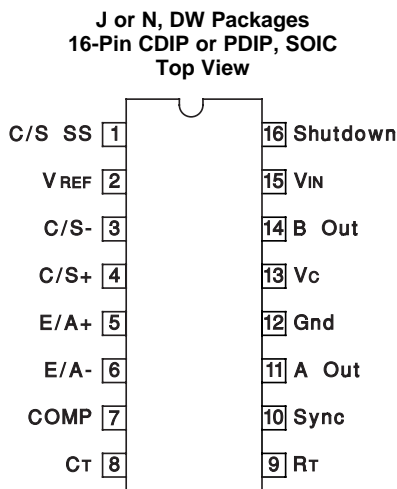 J or N, DW Packages
16-Pin CDIP or PDIP, SOIC
Top View
C/S SS 1 16 Shutdown
VREF 2 15 VIN
C/S- 3 14 B Out
C/S+ 4 13 VC
E/A+ 5 12 Gnd
E/A- 6 11 A Out
COMP 7 10 Sync
CT 8 9 RT